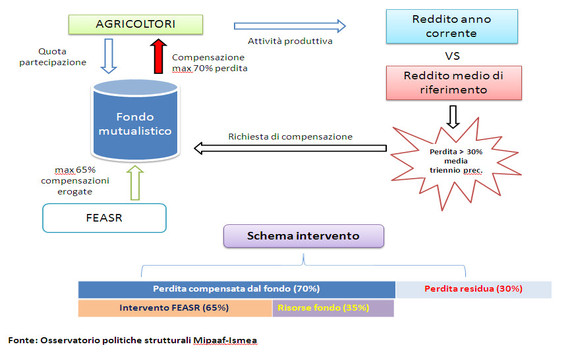 AGRICOLTORI
Quota
partecipazione
Compensazione
max 70% perdita
Attività produttiva
Reddito anno
corrente
VS
Reddito medio di
riferimento
Fondo
mutualistico
Richiesta di compensazione
Perdita > 30%
media
triennio prec.
max 65%
compensazioni
erogate
FEASR
Schema intervento
Perdita compensata dal fondo (70%)
Perdita residua (30%)
Intervento FEASR (65%)
Risorse fondo (35%)
Fonte: Osservatorio politiche strutturali Mipaaf-Ismea